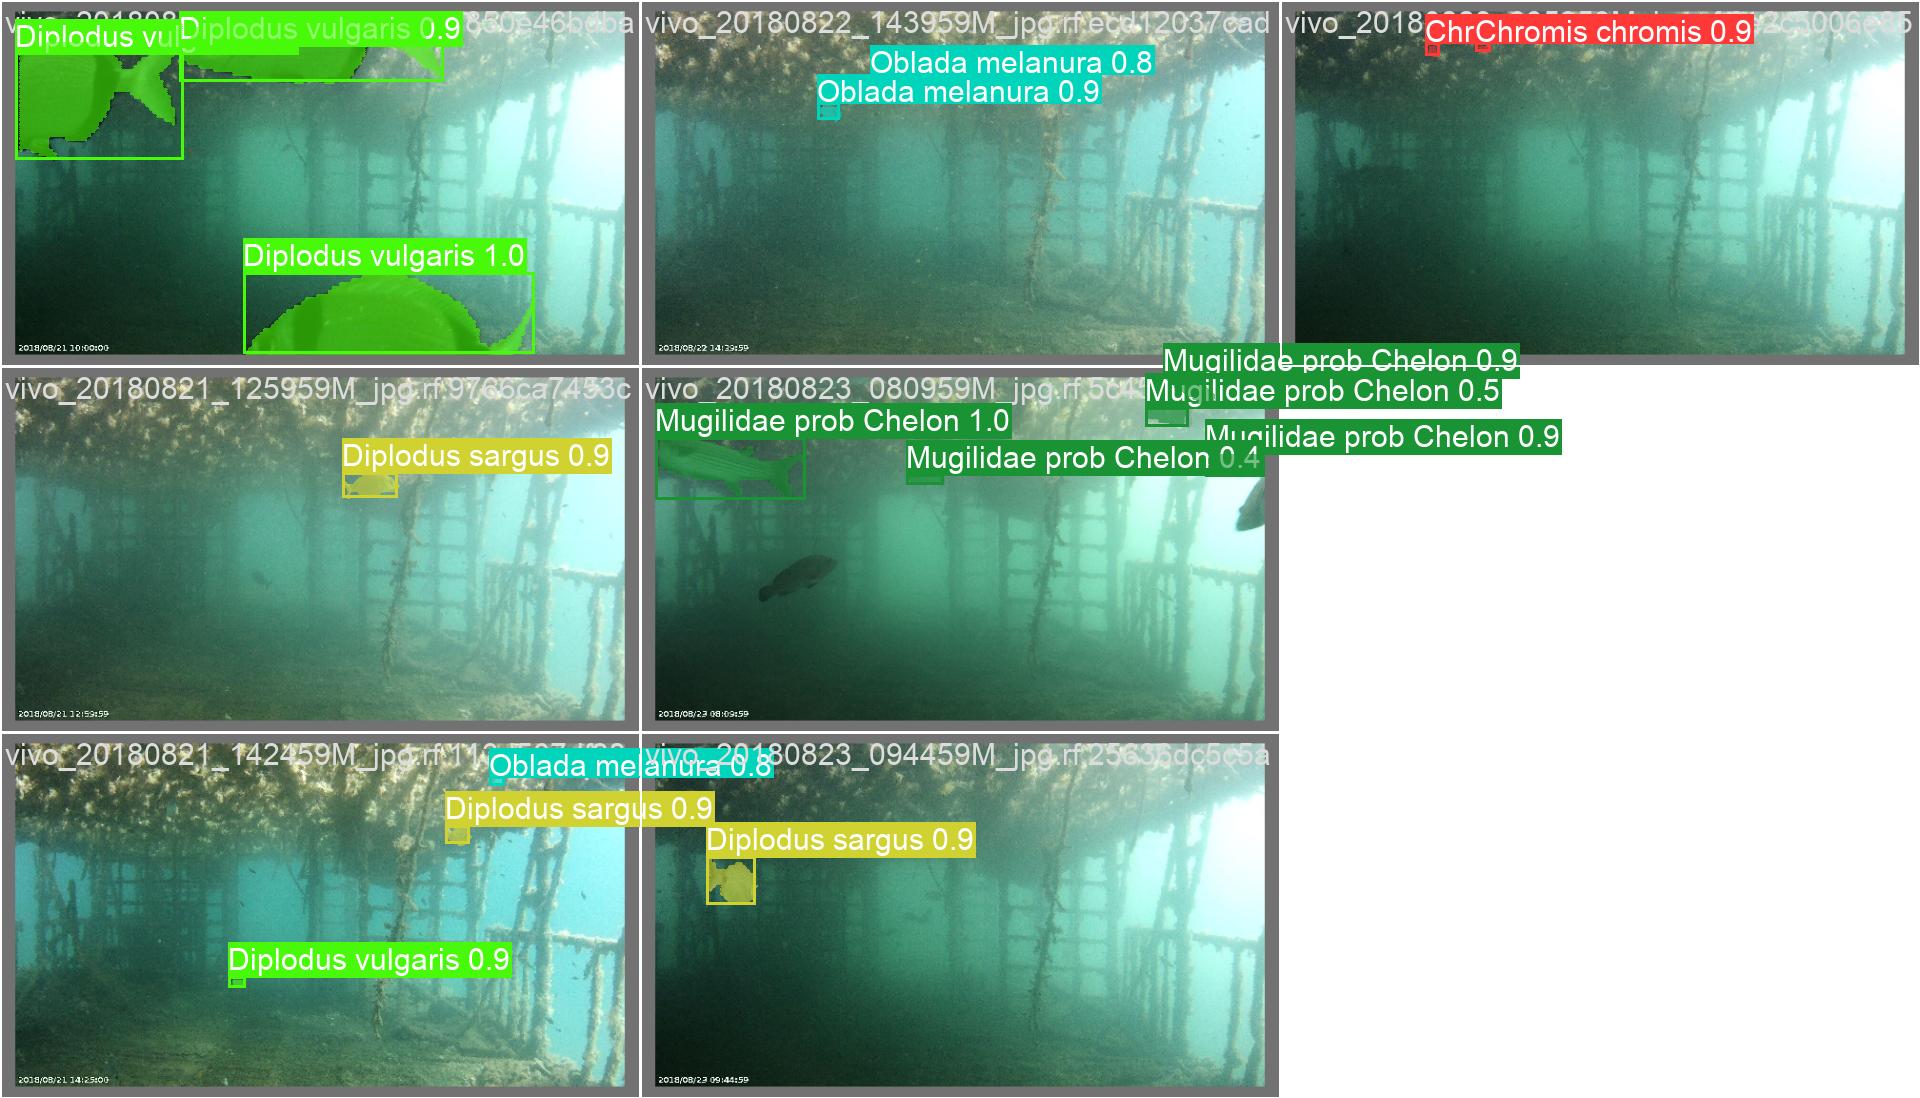 Diplodus vulg
Diplodus vulgaris 0.9
850e46bdba
vivo_20180822_143959M_jpg.rf.ecd12037cad
Oblada melanura 0.8
Oblada melanura 0.9
Chr
Chromis chromis 0.9
Diplodus vulgaris 1.0
2018/08/21 10:00:00
2018/08/22 14:39:59
vivo_20180821_125959M_jpg.rf.9766ca7453c
Diplodus sargus 0.9
2018/08/21 12:59:59
vivo_20180823_080959M_jpg.rf.5c4
Mugilidae prob Chelon 0.9
Mugilidae prob Chelon 0.5
Mugilidae prob Chelon 1.0
Mugilidae prob Chelon 0.9
Mugilidae prob Chelon 0.4
2018/08/23 08:09:59
vivo_20180821_142459M_jpg.rf.11
Oblada melanura 0.8
Diplodus sargus 0.9
Diplodus vulgaris 0.9
2018/08/21 14:25:00
vivo_20180823_094459M_jpg.rf.25635dc5c5a
Diplodus sargus 0.9
2018/08/23 09:44:59